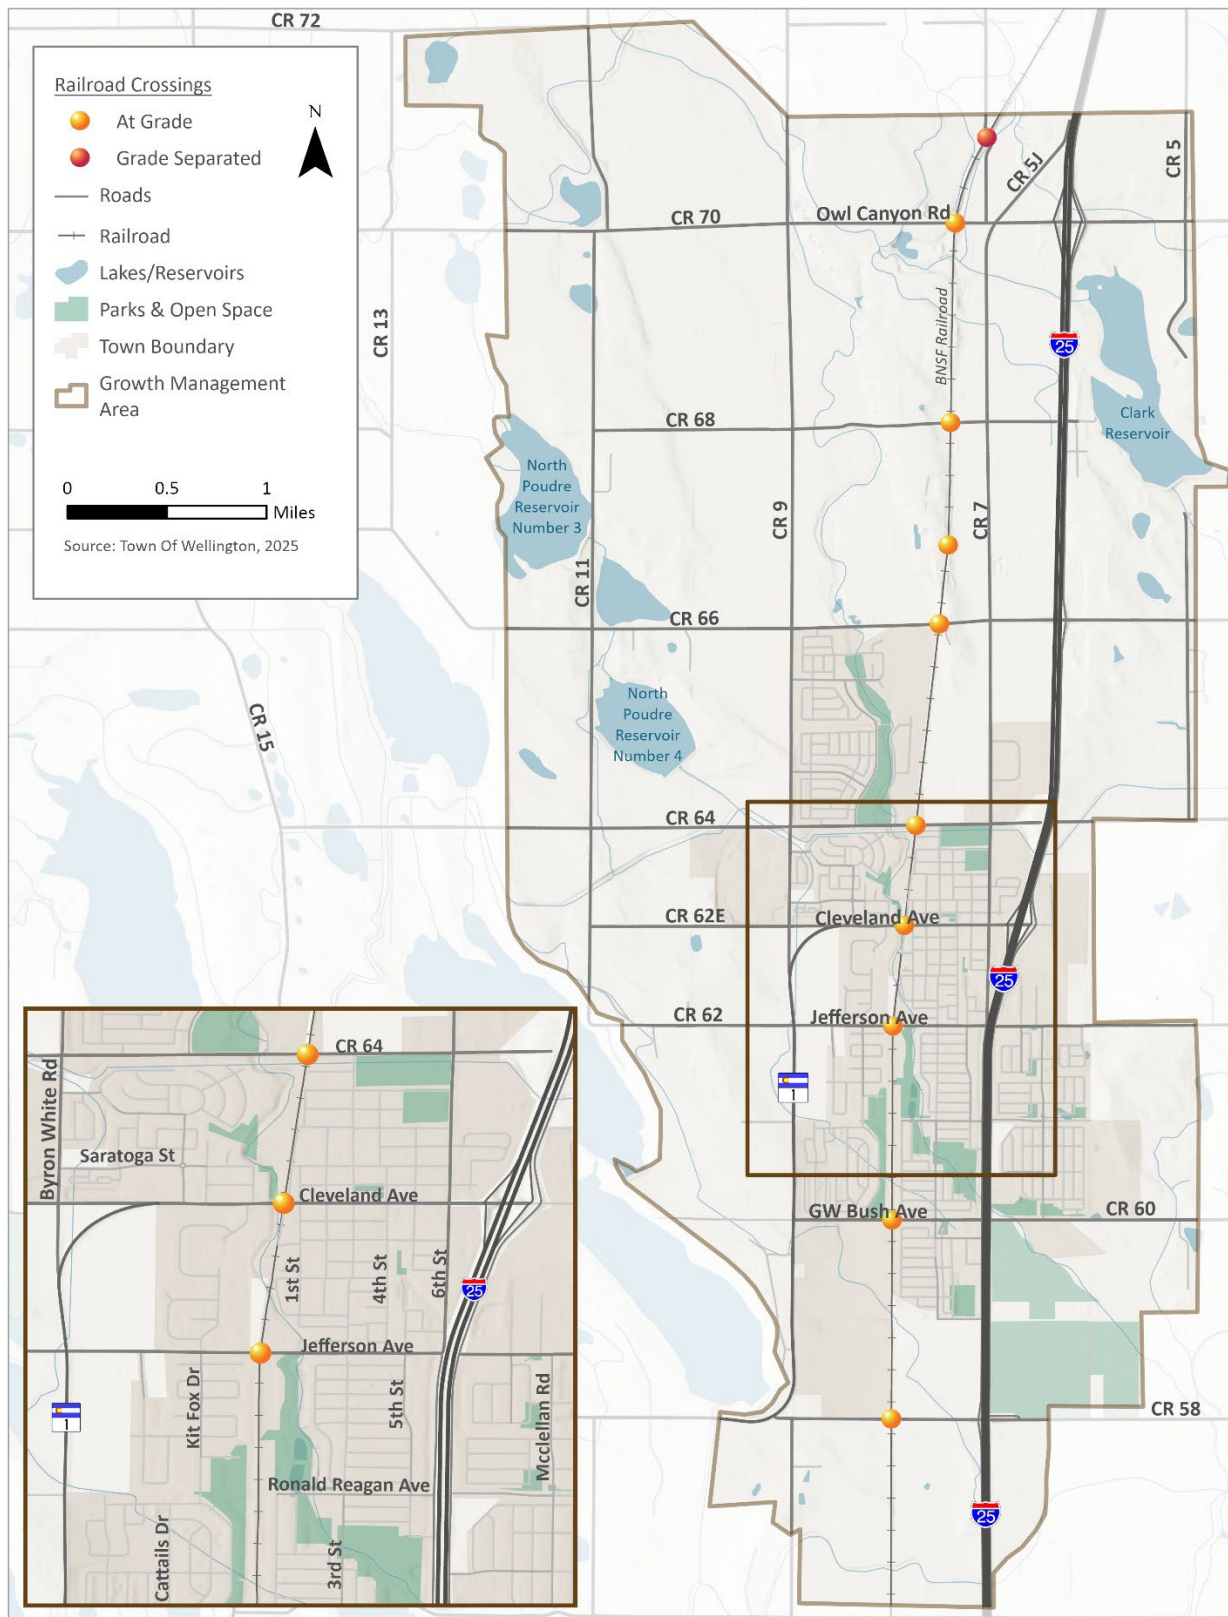 CR 72
Railroad Crossings
At Grade
Grade Separated
Roads
Railroad
Lakes/Reservoirs
Parks & Open Space
Town Boundary
Growth Management
Area
N
0 0.5 1
Miles
Source: Town Of Wellington, 2025
CR 5J
CR 5
CR 70
Owl Canyon Rd
CR 13
BNSF Railroad
25
Clark
Reservoir
CR 68
North
Poudre
Reservoir
Number 3
CR 9
CR 7
CR 11
CR 66
North
Poudre
Reservoir
Number 4
CR 15
CR 64
CR 62E
Cleveland Ave
25
CR 62
Jefferson Ave
1
GW Bush Ave
CR 60
CR 58
25
CR 64
Byron White Rd
Saratoga St
Cleveland Ave
1st St
4th St
6th St
25
Jefferson Ave
Kit Fox Dr
5th St
Mcclellan Rd
1
Ronald Reagan Ave
Cattails Dr
3rd St